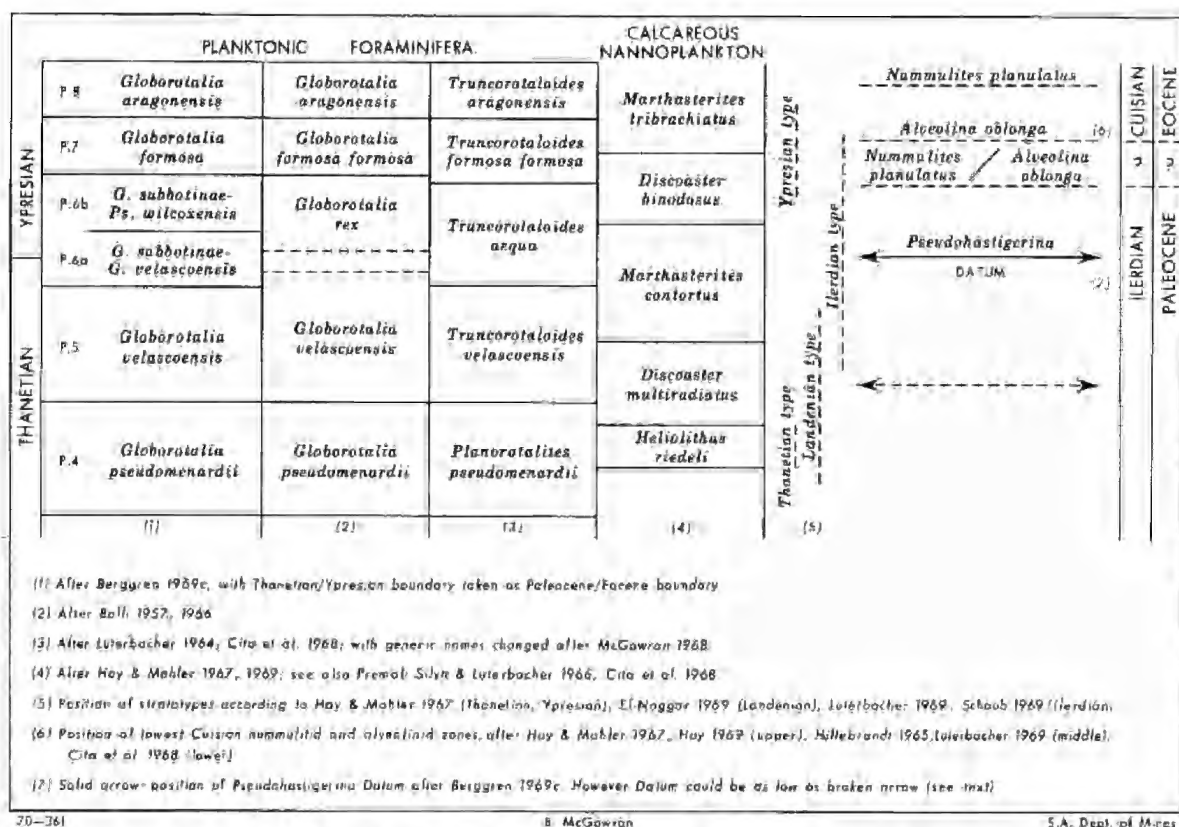 PLANKTONIC FORAMINIFERA
CALCAREOUS
NANNOPLANKTON
YPRESIAN
THANETIAN
P.8
Globorotalia
aragonensis
Globorotalia
aragonensis
Truncorotaloides
aragonensis
P.7
Globorotalia
formosa
Globorotalia
formosa formosa
Truncorotaloides
formosa formosa
P.6b
G. subbotinae-
Ps. wilcoxensis
Globorotalia
rex
Truncorotaloides
aequa
P.6a
G. subbotinae-
G. velascoensis
P.5
Globorotalia
velascoensis
Globorotalia
velascoensis
Truncorotaloides
velascoensis
P.4
Globorotalia
pseudomenardii
Globorotalia
pseudomenardii
Planorotalites
pseudomenardii
Marthasterites
tribrachiatus
Discoaster
binodosus
Marthasterites
contortus
Discoaster
multiradiatus
Heliolithus
riedeli
Ypresian type
Ilerdian type
Landenian type
Thanetian type
Nummulites planulatus
Alveolina oblonga (6)
Nummulites / Alveolina
planulatus oblonga
Pseudohastigerina
DATUM
(7)
CUISIAN
?
ILERDIAN
EOCENE
?
PALEOCENE
(1) (2) (3) (4) (5)
(1) After Berggren 1969c, with Thanetian/Ypresian boundary taken as Paleocene/Eocene boundary
(2) After Bolli 1957, 1966
(3) After Luterbacher 1964; Cita et al. 1968; with generic names changed after McGowran 1968
(4) After Hay & Mohler 1967, 1969; see also Premoli Silva & Luterbacher 1966, Cita et al. 1968
(5) Position of stratotypes according to Hay & Mohler 1967 (Thanetian, Ypresian), El-Naggar 1969 (Landenian), Luterbacher 1969, Schaub 1969 (Ilerdian)
(6) Position of lowest Cuisian nummulitid and alveolinid zones, after Hay & Mohler 1967, Hay 1969 (upper), Hillebrandt 1965, Luterbacher 1969 (middle),
Cita et al 1968 (lower)
(7) Solid arrow- position of Pseudohastigerina Datum after Berggren 1969c. However Datum could be as low as broken arrow (see text)
70-361
B. McGowran
S.A. Dept. of Mines